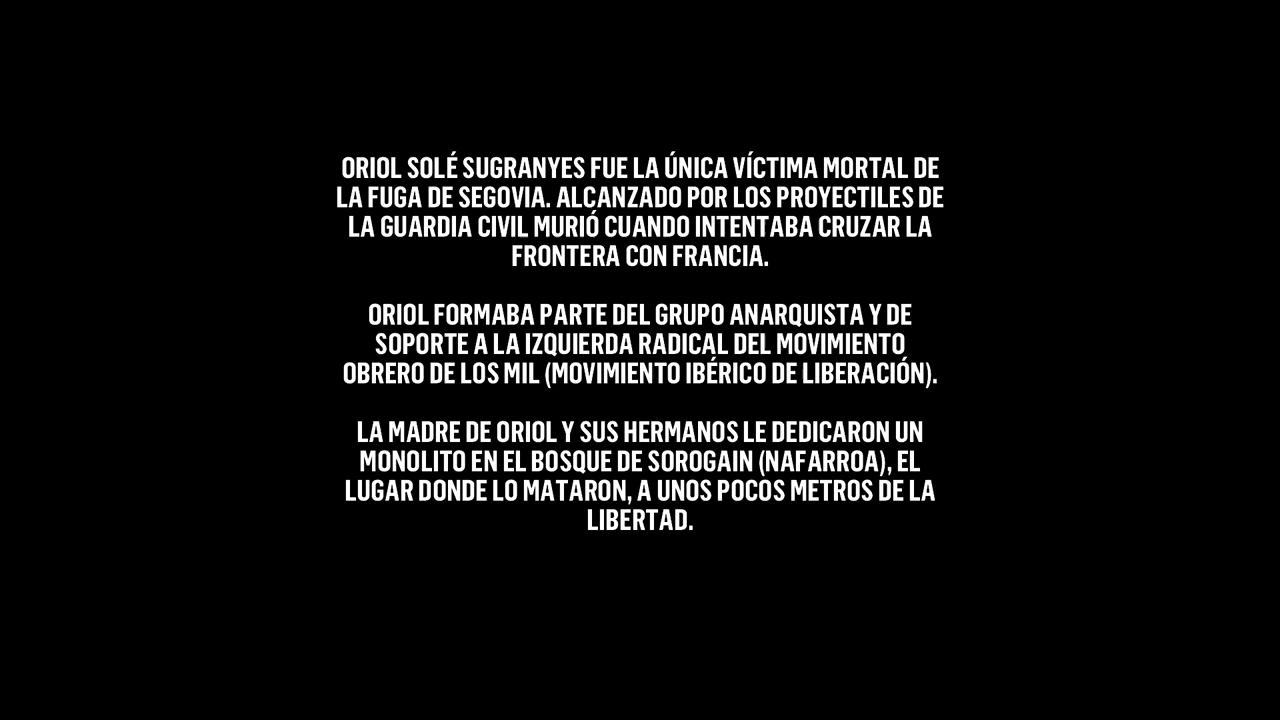 ORIOL SOLÉ SUGRANYES FUE LA ÚNICA VÍCTIMA MORTAL DE
LA FUGA DE SEGOVIA. ALCANZADO POR LOS PROYECTILES DE
LA GUARDIA CIVIL MURIÓ CUANDO INTENTABA CRUZAR LA
FRONTERA CON FRANCIA.
ORIOL FORMABA PARTE DEL GRUPO ANARQUISTA Y DE
SOPORTE A LA IZQUIERDA RADICAL DEL MOVIMIENTO
OBRERO DE LOS MIL (MOVIMIENTO IBÉRICO DE LIBERACIÓN).
LA MADRE DE ORIOL Y SUS HERMANOS LE DEDICARON UN
MONOLITO EN EL BOSQUE DE SOROGAIN (NAFARROA), EL
LUGAR DONDE LO MATARON, A UNOS POCOS METROS DE LA
LIBERTAD.